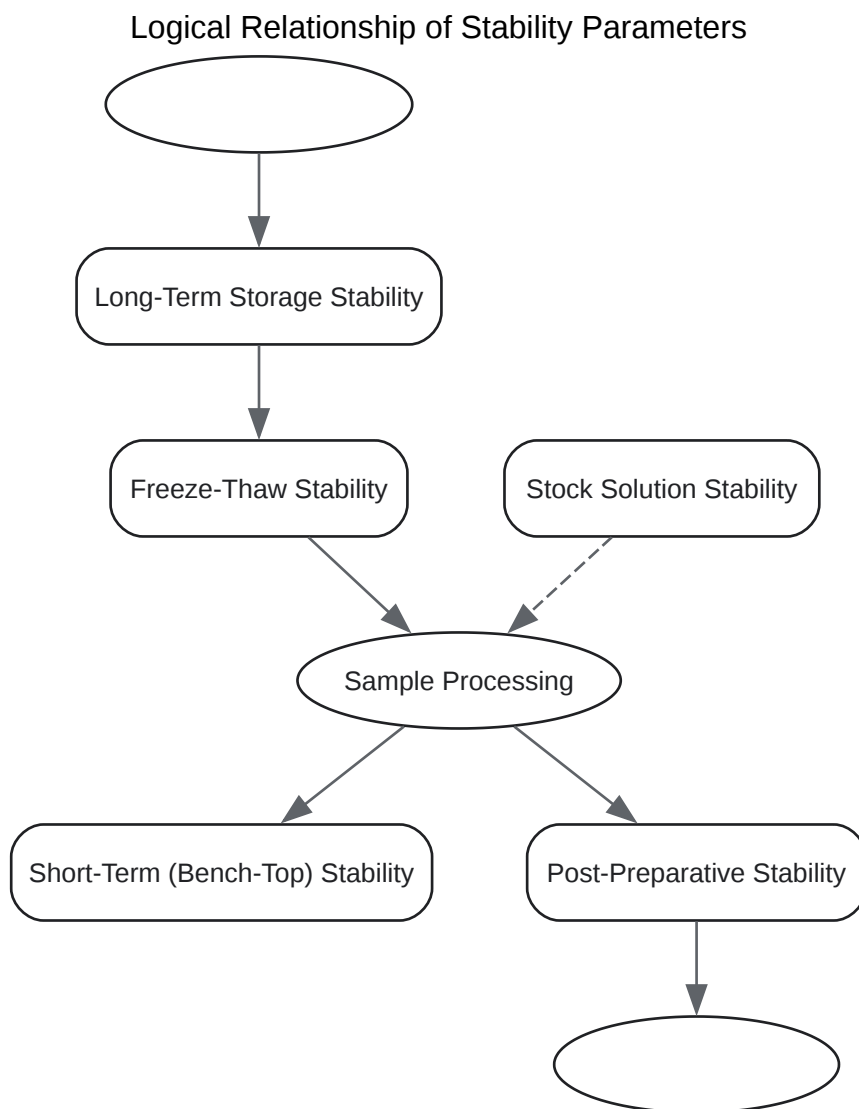 Logical Relationship of Stability Parameters
Long-Term Storage Stability
Freeze-Thaw Stability
Stock Solution Stability
Sample Processing
Short-Term (Bench-Top) Stability
Post-Preparative Stability